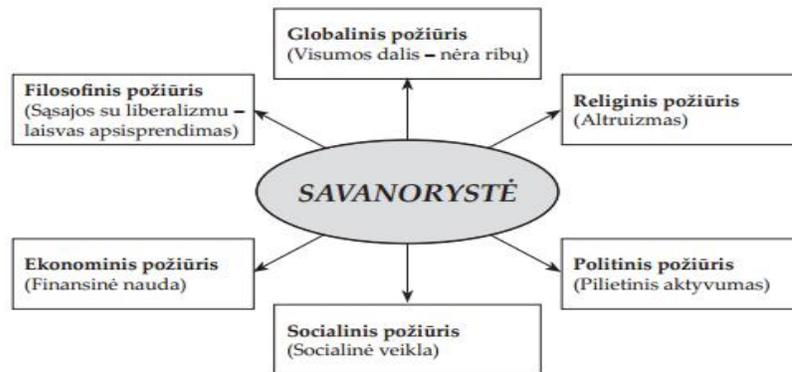 Globalinis požiūris
(Visumos dalis – nėra ribų)
Filosofinis požiūris
(Sąsajos su liberalizmu –
laisvas apsisprendimas)
Religinis požiūris
(Altruizmas)
SAVANORYSTĖ
Ekonominis požiūris
(Finansinė nauda)
Politinis požiūris
(Pilietinis aktyvumas)
Socialinis požiūris
(Socialinė veikla)